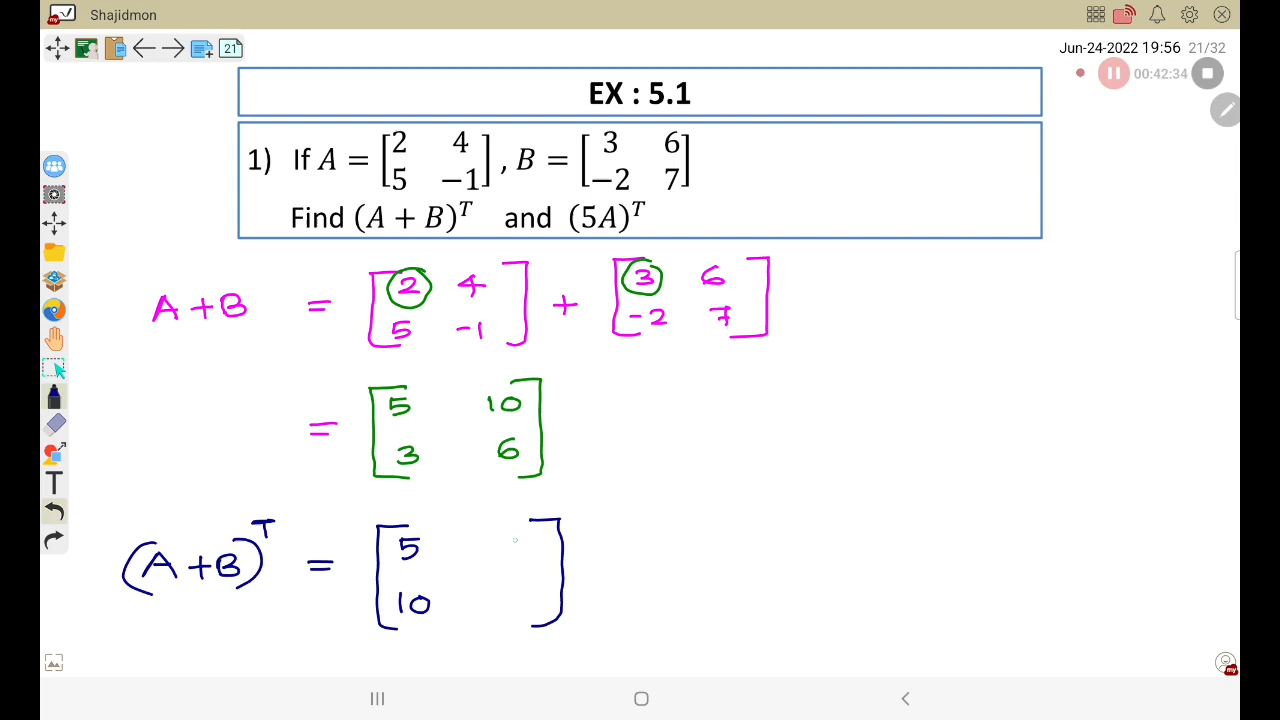 Shajidmon
21
Jun-24-2022 19:56 21/32
00:42:34
EX : 5.1
1) If A = [2 4 5 −1] , B = [3 6 −2 7]
Find (A + B)^T and (5A)^T
A+B = [2 4 5 -1] + [3 6 -2 7]
= [5 10 3 6]
(A+B)^T = [5 10 ]
T
my
my